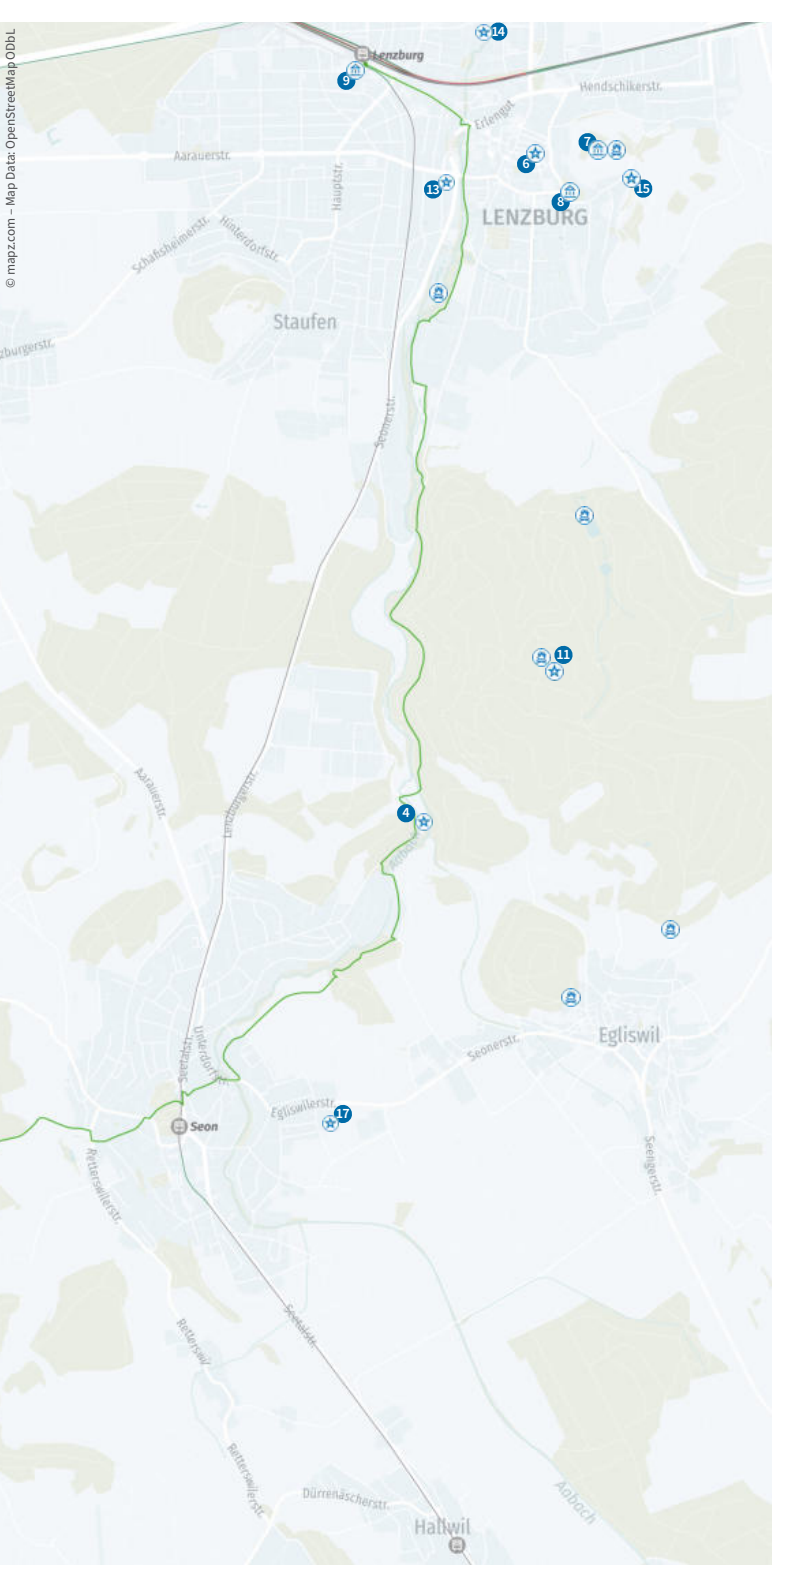 14
Lenzburg
9
© mapz.com – Map Data: OpenStreetMap ODbL
Hendschikerstr.
Erlengut
7
Aarauerstr.
6
Hauptstr.
13
15
8
LENZBURG
Schafisheimerstr.
Hinterdorfstr.
Staufen
zburgerstr.
Seonerstr.
11
Aarauerstr.
Lenzburgerstr.
4
Aabach
Egliswil
Seonerstr.
Seetalstr.
Unterdorfstr.
Egliswilerstr.
17
Seon
Retterswilerstr.
Seengerstr.
Seetalstr.
Retterswil
Retterswilerstr.
Dürrenäscherstr.
Aabach
Hallwil